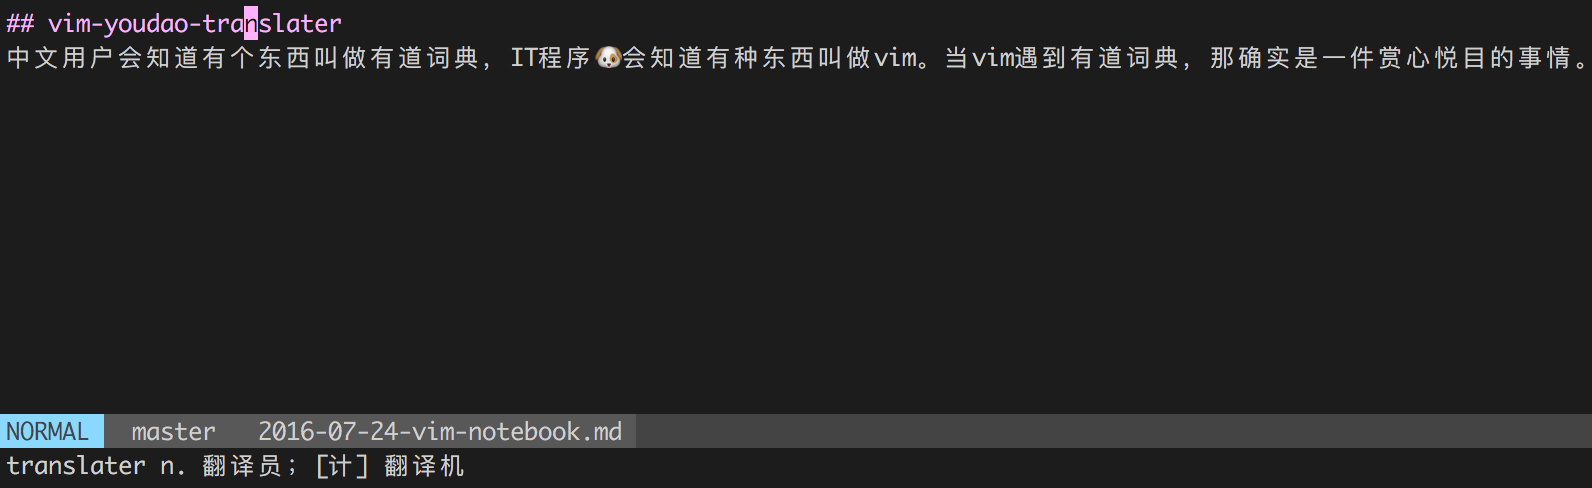 ## vim-youdao-translater
中文用户会知道有个东西叫做有道词典，IT程序🐶会知道有种东西叫做vim。当vim遇到有道词典，那确实是一件赏心悦目的事情。
NORMAL master 2016-07-24-vim-notebook.md
translater n. 翻译员；[计] 翻译机